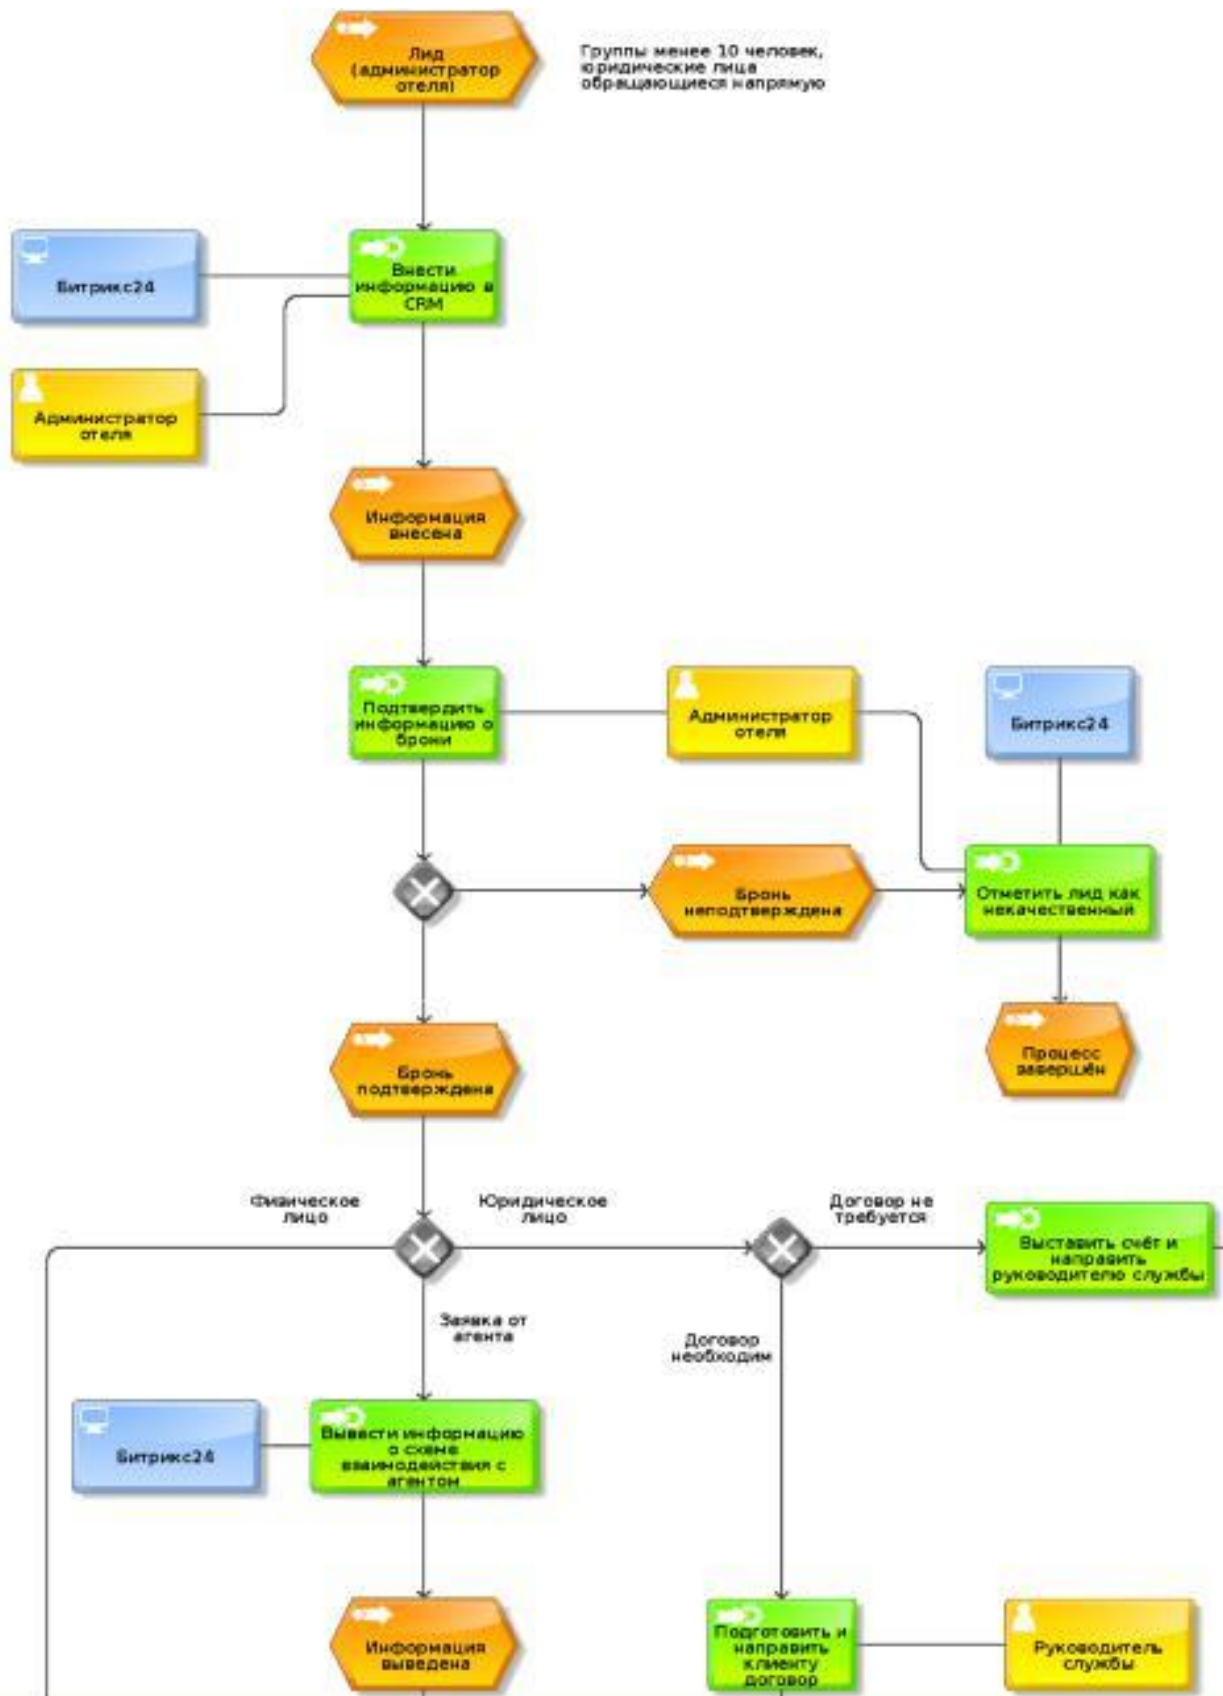 Лид
(администратор
отеля)
Группы менее 10 человек,
юридические лица
обращающиеся напрямую
Битрикс24
Внести
информацию в
CRM
Администратор
отеля
Информация
внесена
Подтвердить
информацию о
брони
Администратор
отеля
Битрикс24
Бронь
неподтверждена
Отметить лид как
некачественный
Бронь
подтверждена
Процесс
завершён
Физическое
лицо
Юридическое
лицо
Договор не
требуется
Выставить счёт и
направить
руководителю службы
Заявка от
агента
Договор
необходим
Битрикс24
Вывести информацию
о схеме
взаимодействия с
агентом
Информация
выведена
Подготовить и
направить
клиенту
договор
Руководитель
службы